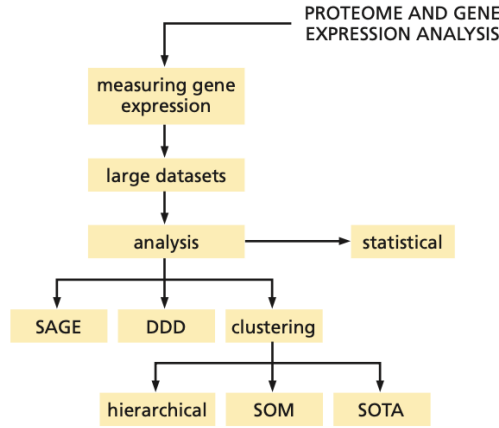 PROTEOME AND GENE
EXPRESSION ANALYSIS
measuring gene
expression
large datasets
analysis
statistical
SAGE
DDD
clustering
hierarchical
SOM
SOTA